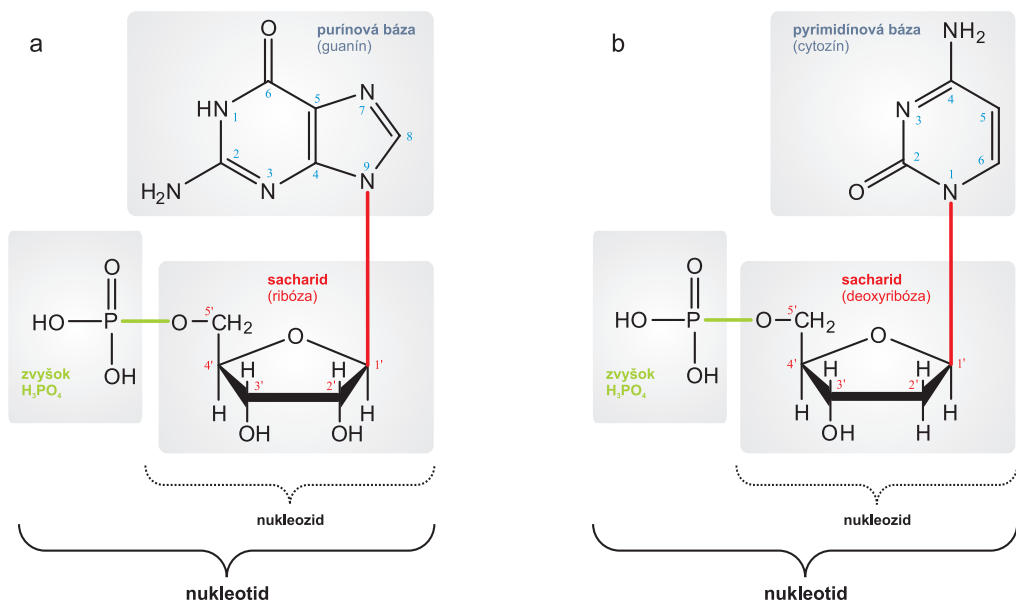 a
purínová báza
(guanín)
O
6
5
N
7
HN
1
8
2
3
N
4
9
N
H₂N
sacharid
(ribóza)
O
HO
P
O
5'
CH₂
O
OH
4'
H
H
1'
3'
2'
zvyšok
H₃PO₄
H
H
OH
OH
nukleozid
nukleotid
b
pyrimidínová báza
(cytozín)
NH₂
4
N
3
5
2
6
1
O
N
sacharid
(deoxyribóza)
O
HO
P
O
5'
CH₂
O
OH
4'
H
H
1'
3'
2'
zvyšok
H₃PO₄
H
H
OH
H
nukleozid
nukleotid